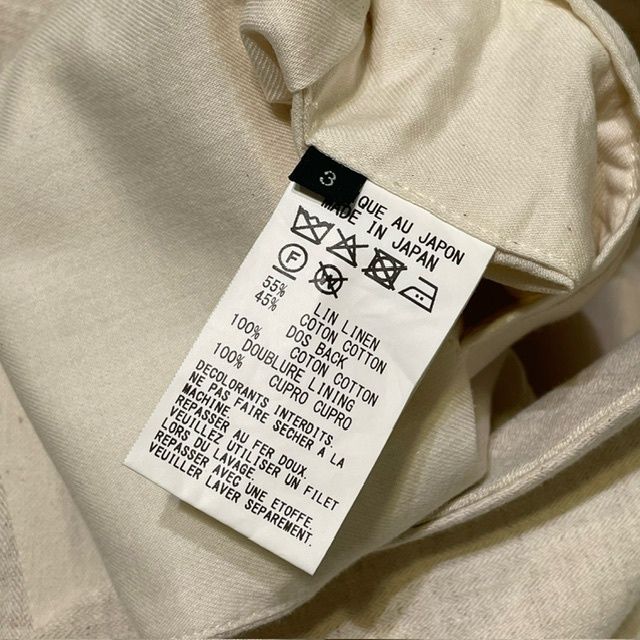 3
QUE AU JAPON
MADE IN JAPAN
F W
55% LIN LINEN
45% COTON COTTON
DOS BACK
100% COTON COTTON
DOUBLURE LINING
100% CUPRO CUPRO
DECOLORANTS INTERDITS.
NE PAS FAIRE SECHER A LA
MACHINE.
REPASSER AU FER DOUX.
VEUILLEZ UTILISER UN FILET
LORS DU LAVAGE.
REPASSER AVEC UNE ETOFFE.
VEUILLER LAVER SEPAREMENT.